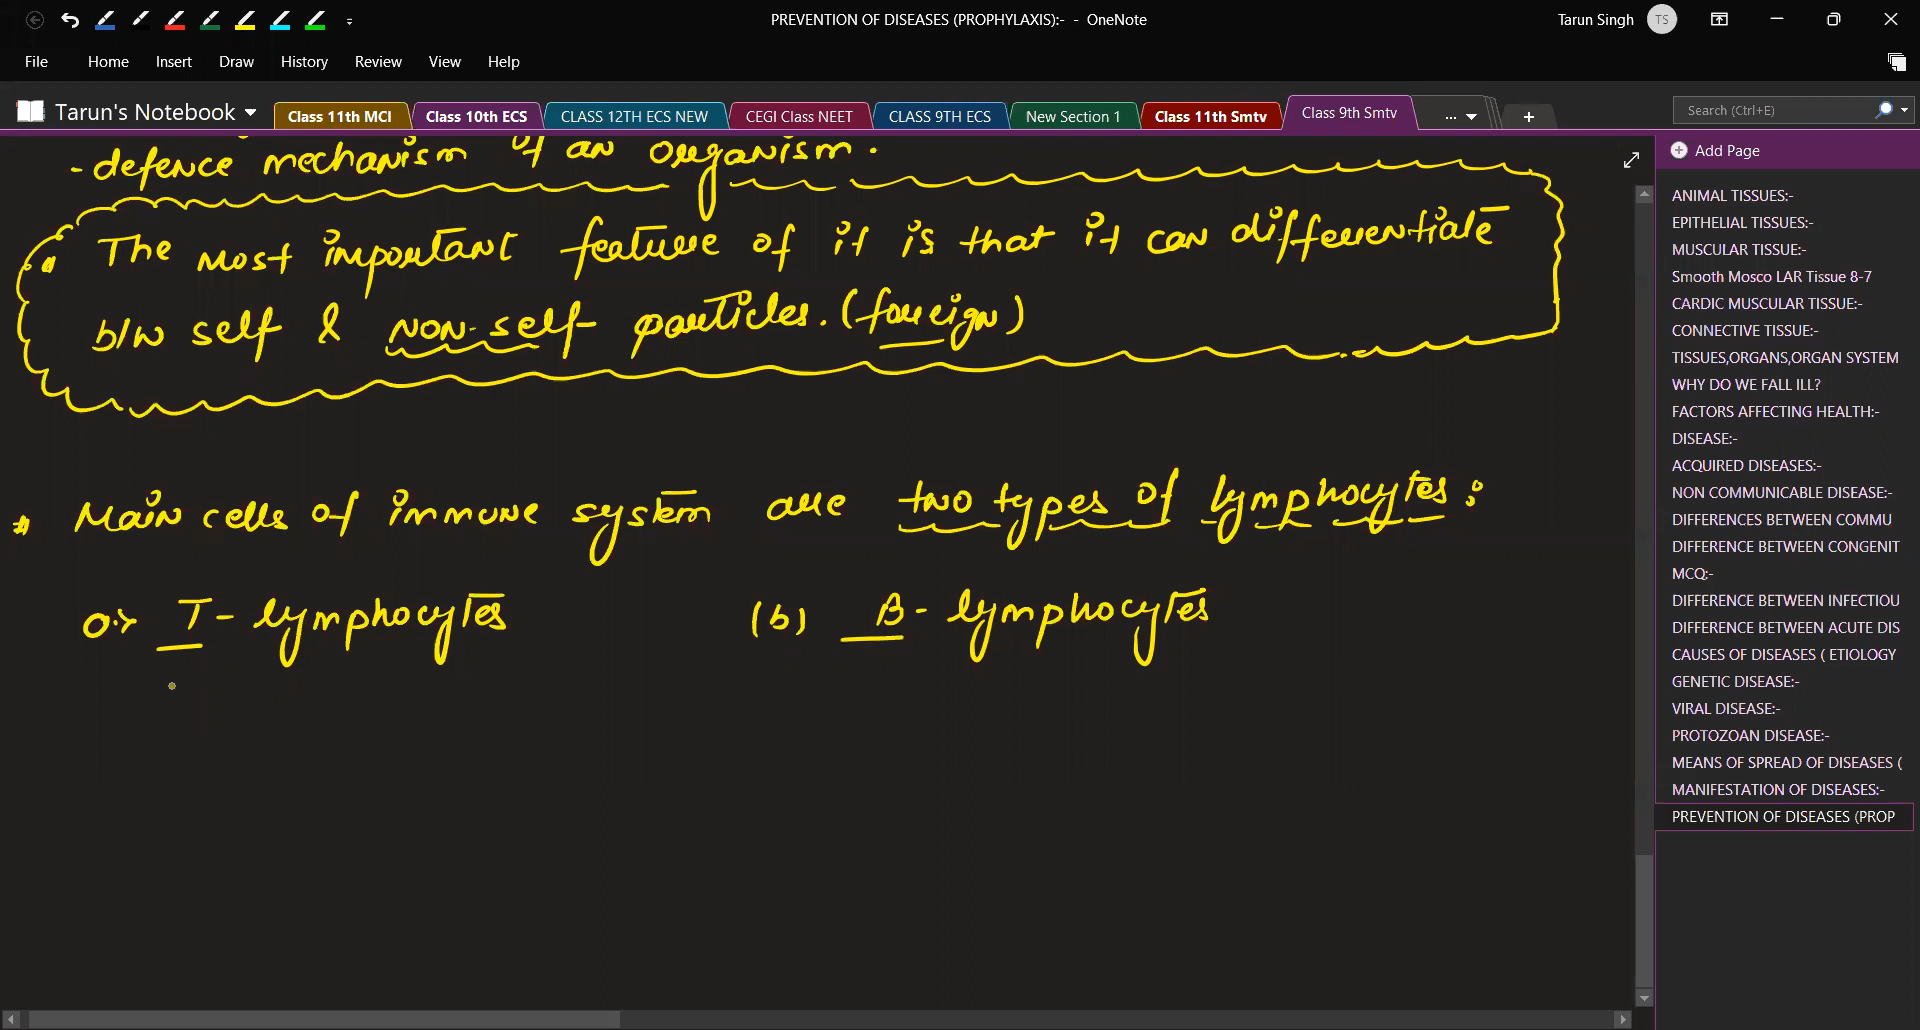 PREVENTION OF DISEASES (PROPHYLAXIS):- - OneNote
Tarun Singh TS
File Home Insert Draw History Review View Help
Tarun's Notebook
Class 11th MCI
Class 10th ECS
CLASS 12TH ECS NEW
CEGI Class NEET
CLASS 9TH ECS
New Section 1
Class 11th Smtv
Class 9th Smtv
...
+
Search (Ctrl+E)
- defence mechanism of an organism.
The most important feature of it is that it can differentiate
b/w self & non-self particles. (foreign)
* Main cells of immune system are two types of lymphocytes :
a> T- lymphocytes (b) B- lymphocytes
Add Page
ANIMAL TISSUES:-
EPITHELIAL TISSUES:-
MUSCULAR TISSUE:-
Smooth Mosco LAR Tissue 8-7
CARDIC MUSCULAR TISSUE:-
CONNECTIVE TISSUE:-
TISSUES,ORGANS,ORGAN SYSTEM
WHY DO WE FALL ILL?
FACTORS AFFECTING HEALTH:-
DISEASE:-
ACQUIRED DISEASES:-
NON COMMUNICABLE DISEASE:-
DIFFERENCES BETWEEN COMMU
DIFFERENCE BETWEEN CONGENIT
MCQ:-
DIFFERENCE BETWEEN INFECTIOU
DIFFERENCE BETWEEN ACUTE DIS
CAUSES OF DISEASES ( ETIOLOGY
GENETIC DISEASE:-
VIRAL DISEASE:-
PROTOZOAN DISEASE:-
MEANS OF SPREAD OF DISEASES (
MANIFESTATION OF DISEASES:-
PREVENTION OF DISEASES (PROP